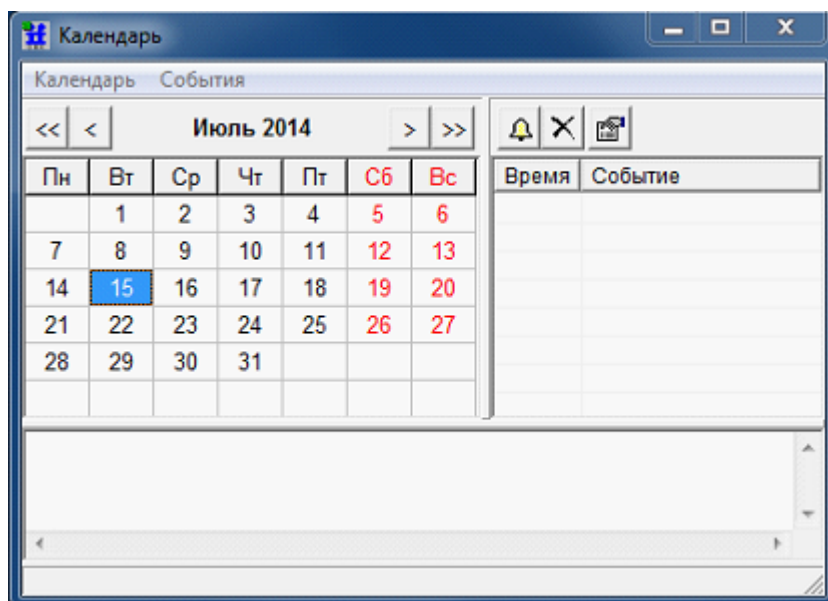 Календарь
Календарь События
<< < Июль 2014 > >>
Пн Вт Ср Чт Пт Сб Вс
1 2 3 4 5 6
7 8 9 10 11 12 13
14 15 16 17 18 19 20
21 22 23 24 25 26 27
28 29 30 31
Время Событие